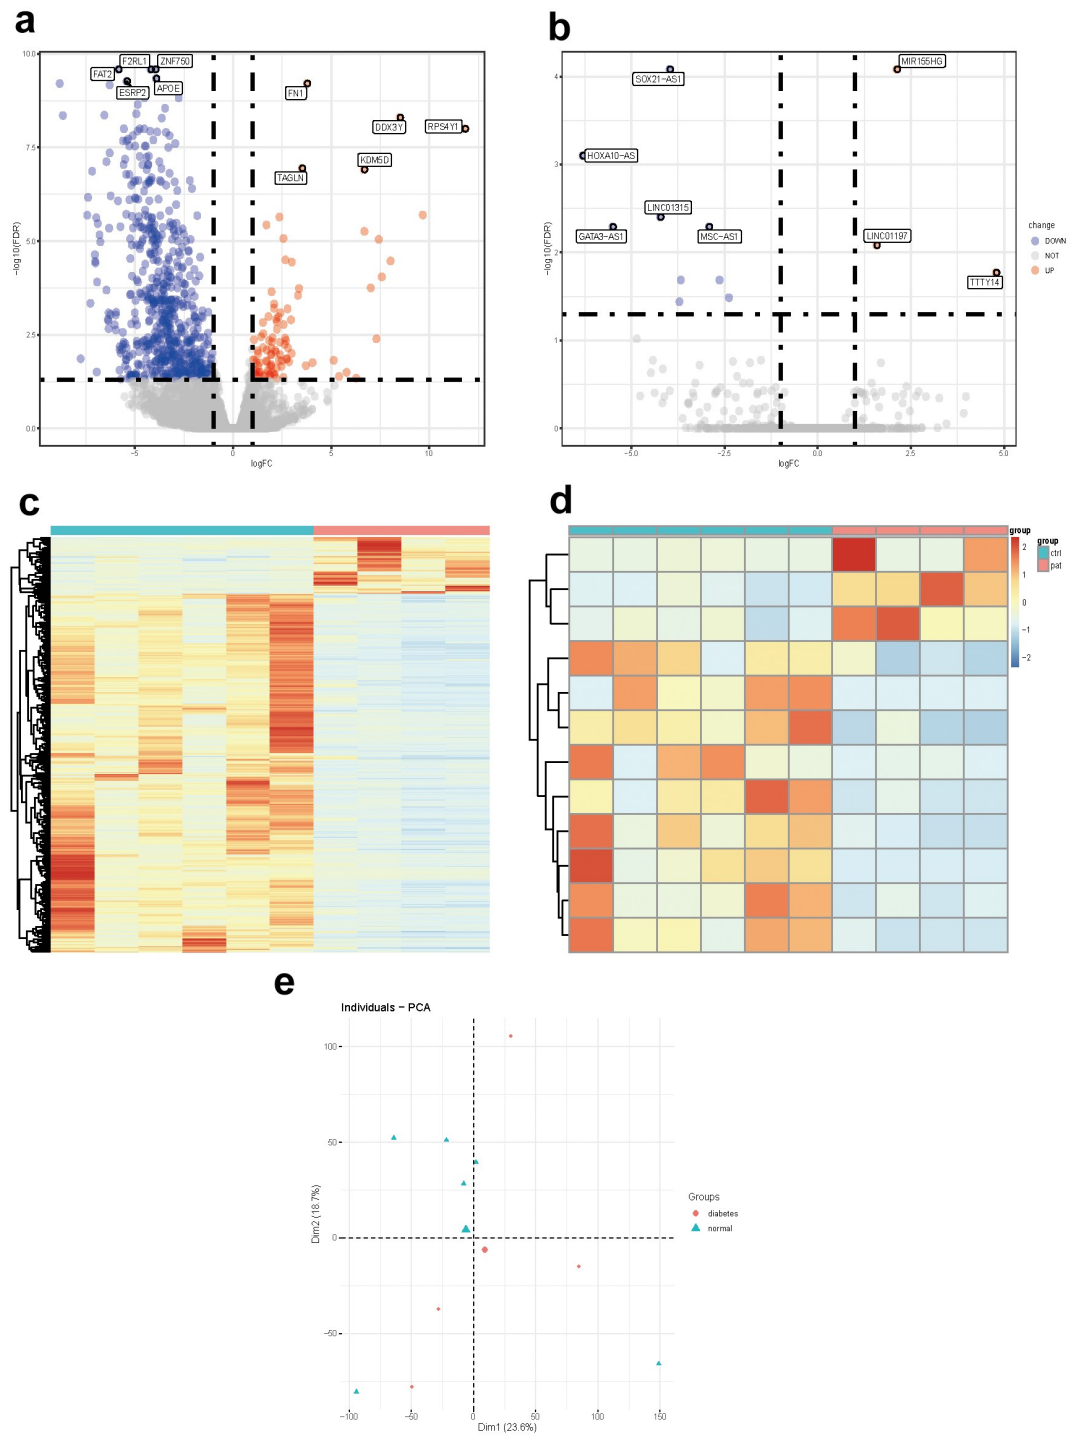 a
10.0
7.5
5.0
2.5
0.0
−log10(FDR)
F2RL1
ZNF750
FAT2
ESRP2
APOE
FN1
DDX3Y
RPS4Y1
KDM5D
TAGLN
−5
0
5
10
logFC
b
4
3
2
1
0
−log10(FDR)
SOX21−AS1
MIR155HG
HOXA10−AS
LINC01315
GATA3−AS1
MSC−AS1
LINC01197
TTTY14
−5.0
−2.5
0.0
2.5
5.0
logFC
change
DOWN
NOT
UP
c
d
group
2
1
0
−1
−2
group
ctrl
pat
e
Individuals − PCA
100
50
0
−50
Dim2 (18.7%)
−100
−50
0
50
100
150
Dim1 (23.6%)
Groups
diabetes
normal